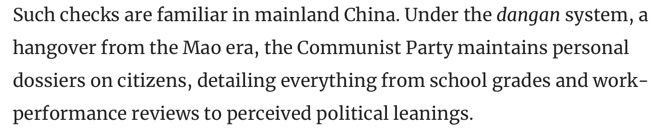 Such checks are familiar in mainland China. Under the dangan system, a
hangover from the Mao era, the Communist Party maintains personal
dossiers on citizens, detailing everything from school grades and work-
performance reviews to perceived political leanings.